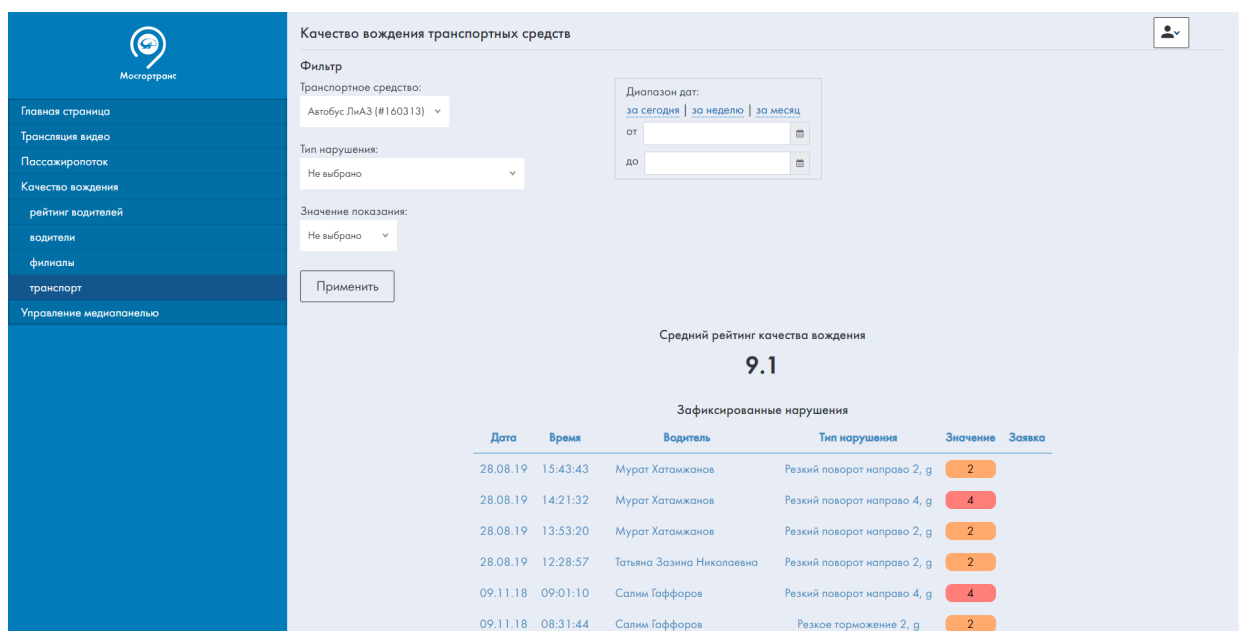 Мосгортранс
Главная страница
Трансляция видео
Пассажиропоток
Качество вождения
рейтинг водителей
водители
филиалы
транспорт
Управление медиапанелью
Качество вождения транспортных средств
Фильтр
Транспортное средство:
Автобус ЛиАЗ (#160313)
Тип нарушения:
Не выбрано
Значение показания:
Не выбрано
Применить
Диапазон дат:
за сегодня | за неделю | за месяц
от
до
Средний рейтинг качества вождения
9.1
Зафиксированные нарушения
Дата Время Водитель Тип нарушения Значение Заявка
28.08.19 15:43:43 Мурат Хатамжанов Резкий поворот направо 2, g 2
28.08.19 14:21:32 Мурат Хатамжанов Резкий поворот направо 4, g 4
28.08.19 13:53:20 Мурат Хатамжанов Резкий поворот направо 2, g 2
28.08.19 12:28:57 Татьяна Зазина Николаевна Резкий поворот направо 2, g 2
09.11.18 09:01:10 Салим Гаффоров Резкий поворот направо 4, g 4
09.11.18 08:31:44 Салим Гаффоров Резкое торможение 2, g 2